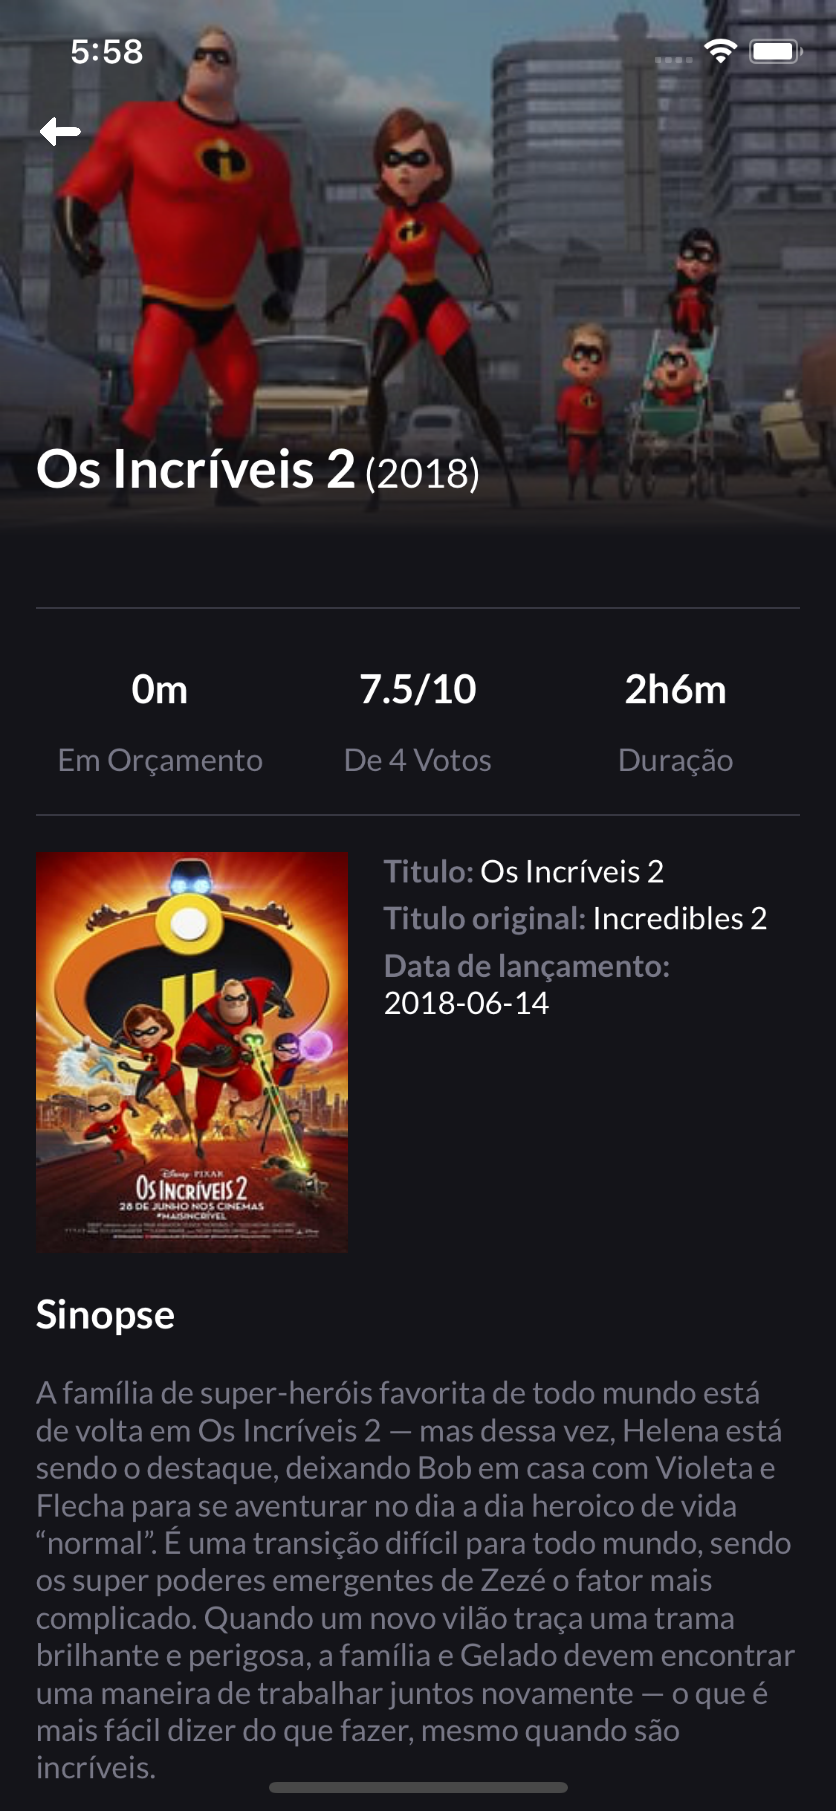 5:58
Os Incríveis 2 (2018)
0m
7.5/10
2h6m
Em Orçamento
De 4 Votos
Duração
Titulo: Os Incríveis 2
Titulo original: Incredibles 2
Data de lançamento:
2018-06-14
Disney · PIXAR
Os Incríveis 2
28 DE JUNHO NOS CINEMAS
#MAISINCRÍVEL
Sinopse
A família de super-heróis favorita de todo mundo está
de volta em Os Incríveis 2 — mas dessa vez, Helena está
sendo o destaque, deixando Bob em casa com Violeta e
Flecha para se aventurar no dia a dia heroico de vida
“normal”. É uma transição difícil para todo mundo, sendo
os super poderes emergentes de Zezé o fator mais
complicado. Quando um novo vilão traça uma trama
brilhante e perigosa, a família e Gelado devem encontrar
uma maneira de trabalhar juntos novamente — o que é
mais fácil dizer do que fazer, mesmo quando são
incríveis.